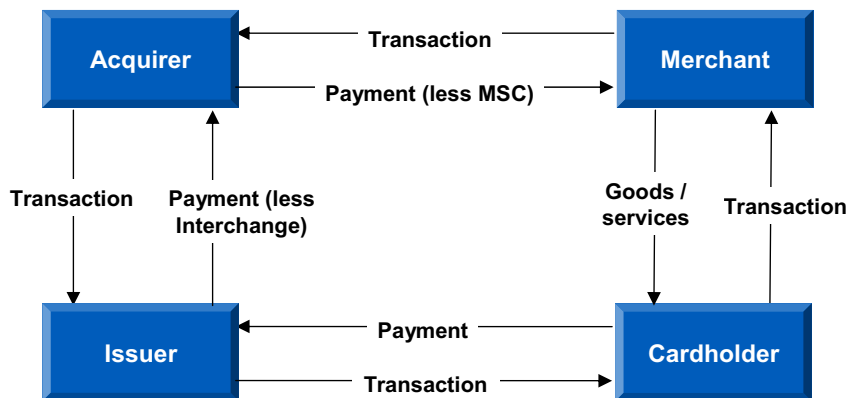 Transaction
Acquirer
Merchant
Payment (less MSC)
Transaction
Payment (less
Interchange)
Goods /
services
Transaction
Payment
Issuer
Cardholder
Transaction